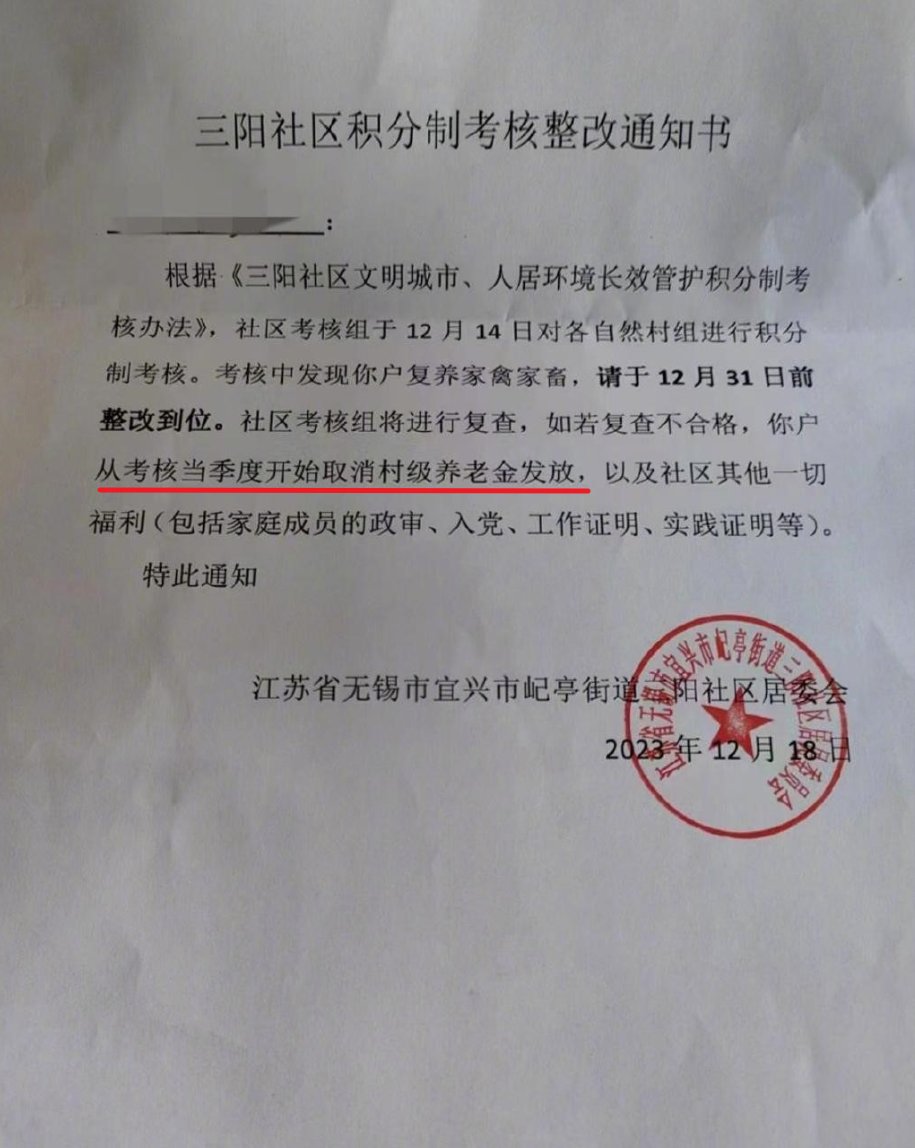 三阳社区积分制考核整改通知书
：
根据《三阳社区文明城市、人居环境长效管护积分制考
核办法》，社区考核组于 12 月 14 日对各自然村组进行积分
制考核。考核中发现你户复养家禽家畜，请于 12 月 31 日前
整改到位。社区考核组将进行复查，如若复查不合格，你户
从考核当季度开始取消村级养老金发放，以及社区其他一切
福利（包括家庭成员的政审、入党、工作证明、实践证明等）。
特此通知
江苏省无锡市宜兴市屺亭街道三阳社区居委会
2023 年 12 月 18 日
江苏省无锡市宜兴市屺亭街道三阳社区居民委员会